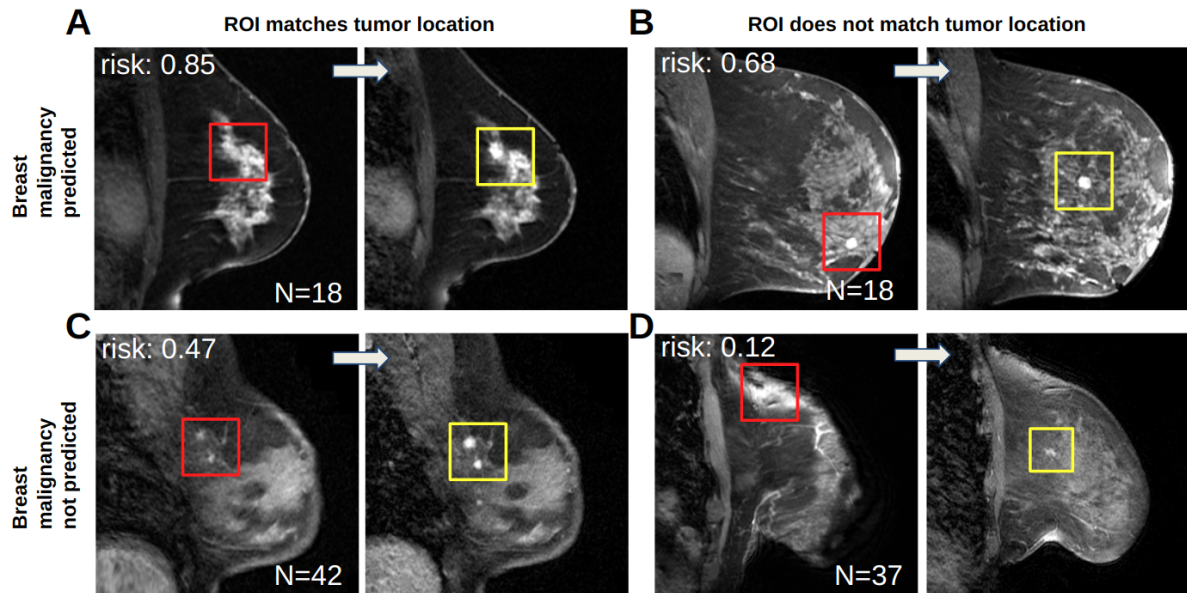 A
ROI matches tumor location
B
ROI does not match tumor location
Breast
malignancy
predicted
risk: 0.85
N=18
risk: 0.68
N=18
C
D
Breast
malignancy
not predicted
risk: 0.47
N=42
risk: 0.12
N=37